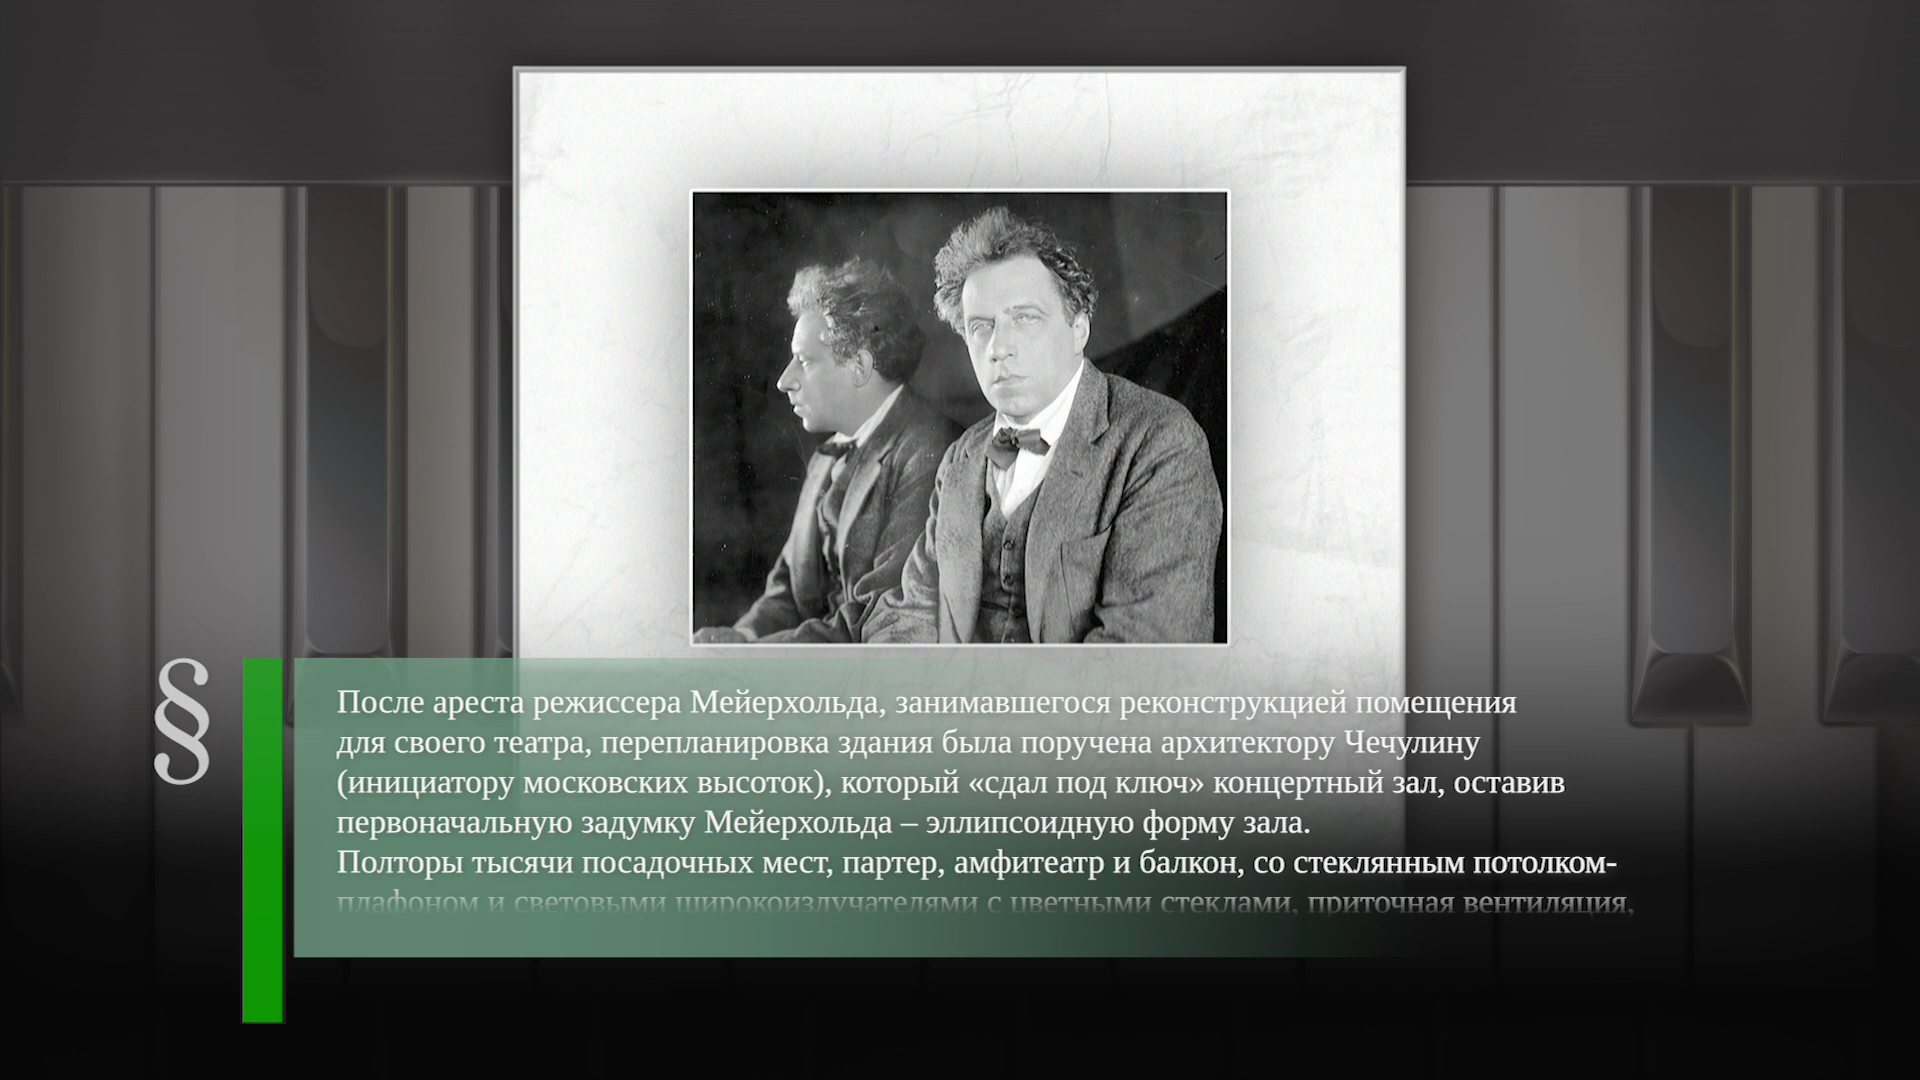 §
После ареста режиссера Мейерхольда, занимавшегося реконструкцией помещения
для своего театра, перепланировка здания была поручена архитектору Чечулину
(инициатору московских высоток), который «сдал под ключ» концертный зал, оставив
первоначальную задумку Мейерхольда – эллипсоидную форму зала.
Полторы тысячи посадочных мест, партер, амфитеатр и балкон, со стеклянным потолком-
плафоном и световыми широкоизлучателями с цветными стеклами, приточная вентиляция,